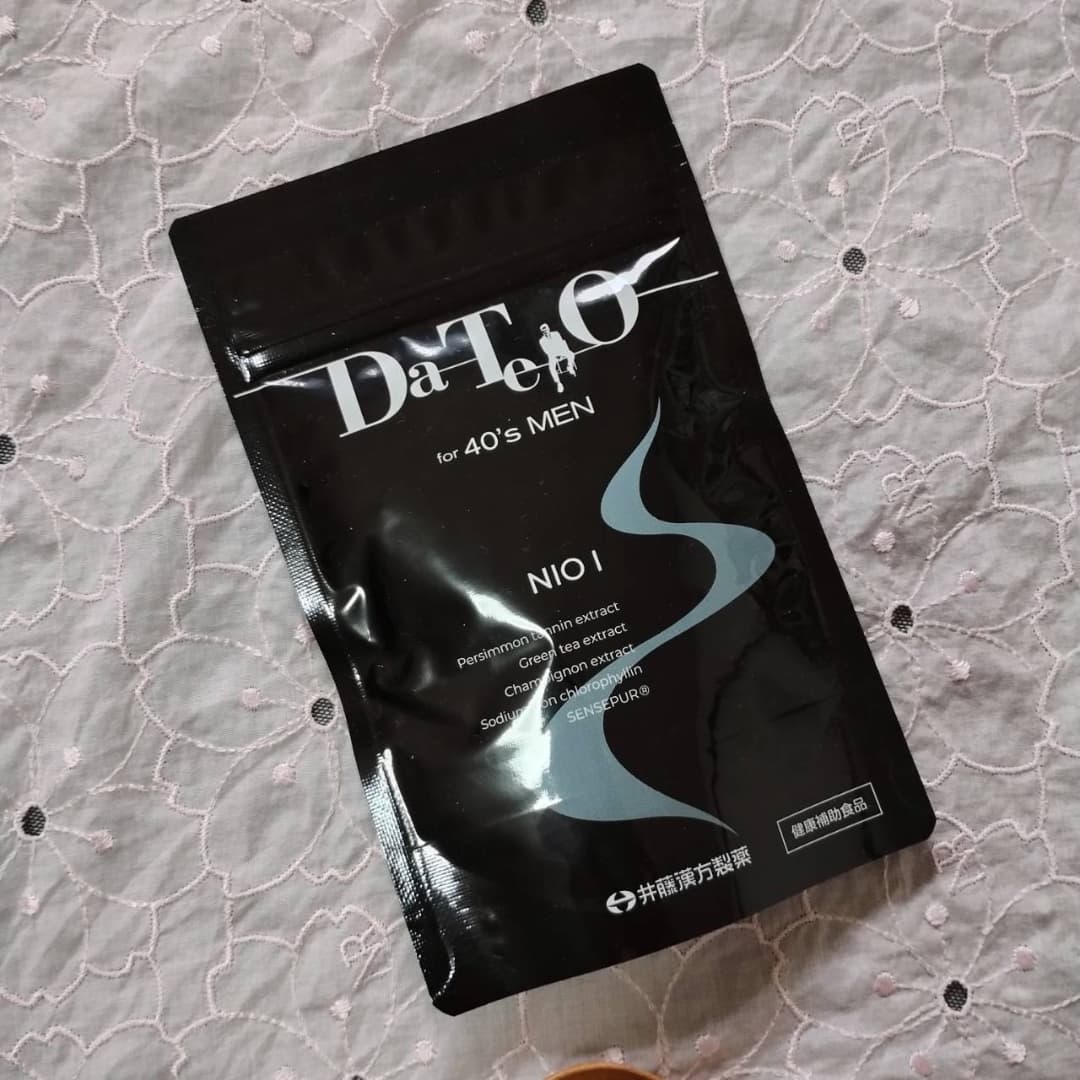 DaTe O
for 40's MEN
NIO I
Persimmon tannin extract
Green tea extract
Champignon extract
Sodium iron chlorophyllin
SENSEPUR®
健康補助食品
井藤漢方製薬